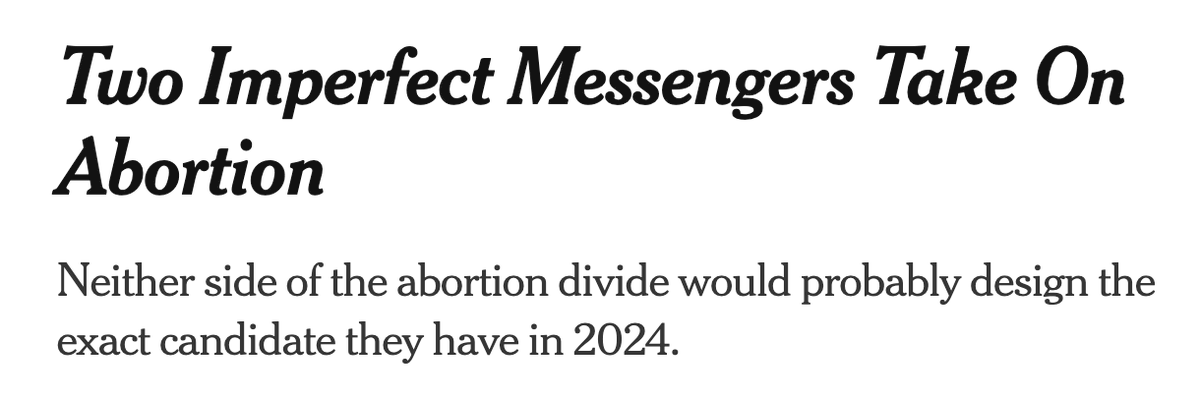 Two Imperfect Messengers Take On
Abortion
Neither side of the abortion divide would probably design the
exact candidate they have in 2024.